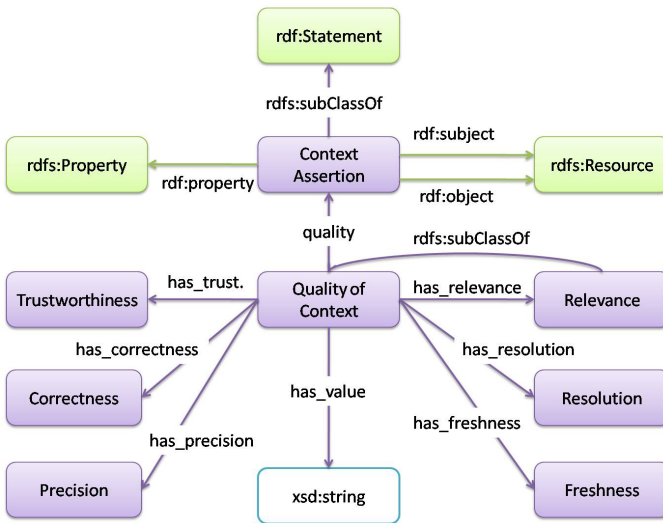 rdf:Statement
rdfs:subClassOf
rdfs:Property
rdf:property
Context
Assertion
rdf:subject
rdf:object
rdfs:Resource
quality
rdfs:subClassOf
Trustworthiness
has_trust.
Quality of
Context
has_relevance
Relevance
has_correctness
has_resolution
Correctness
has_value
Resolution
has_precision
has_freshness
Precision
xsd:string
Freshness